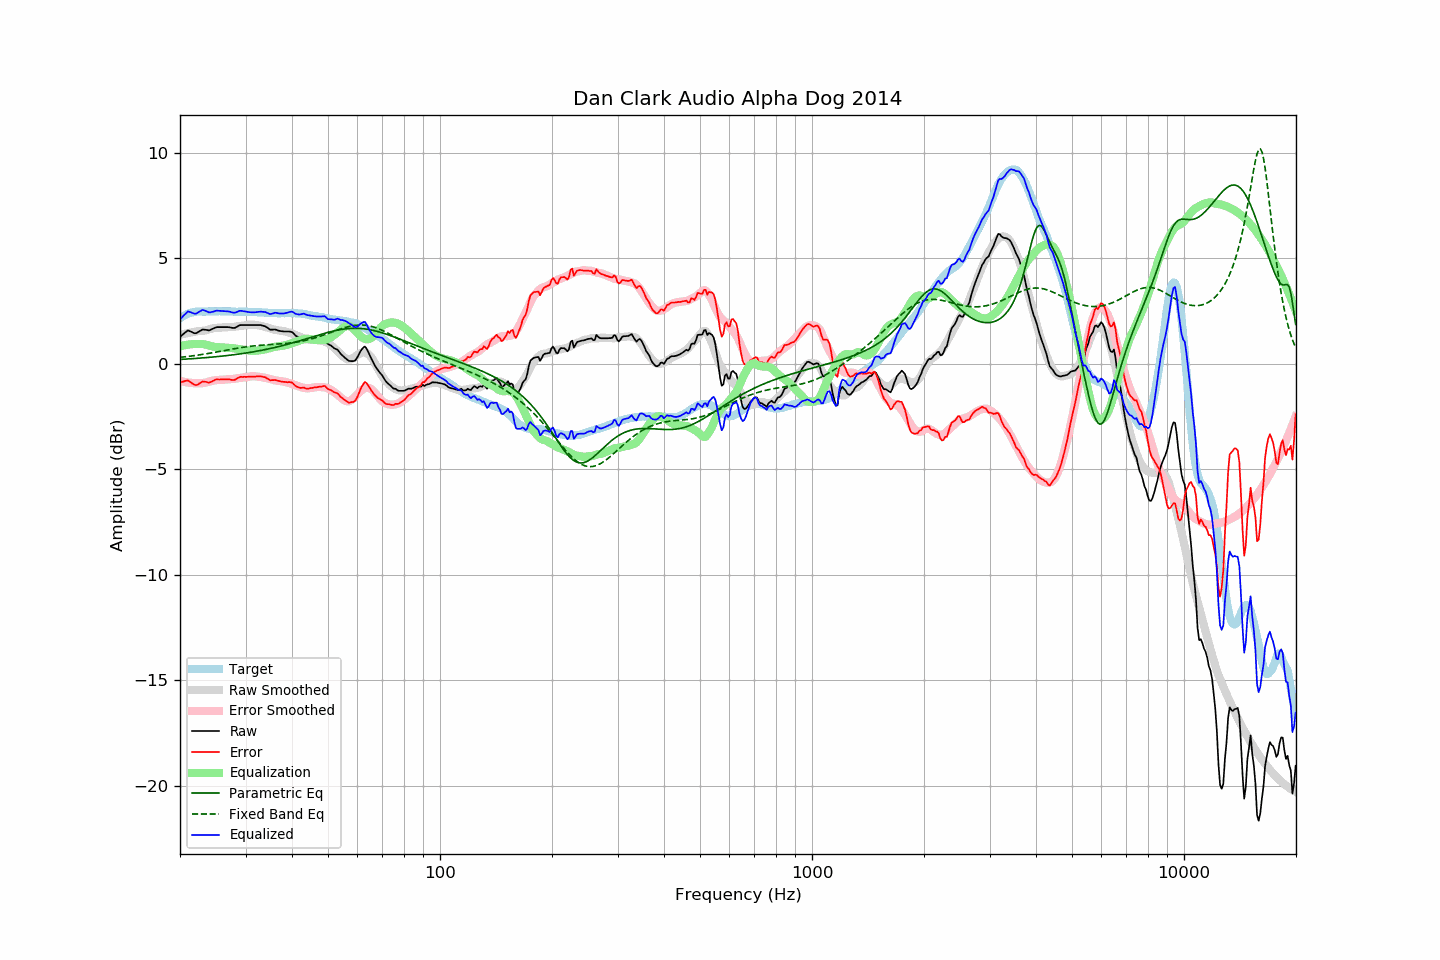 Dan Clark Audio Alpha Dog 2014
10
5
0
−5
−10
−15
−20
Amplitude (dBr)
Target
Raw Smoothed
Error Smoothed
Raw
Error
Equalization
Parametric Eq
Fixed Band Eq
Equalized
100
1000
10000
Frequency (Hz)